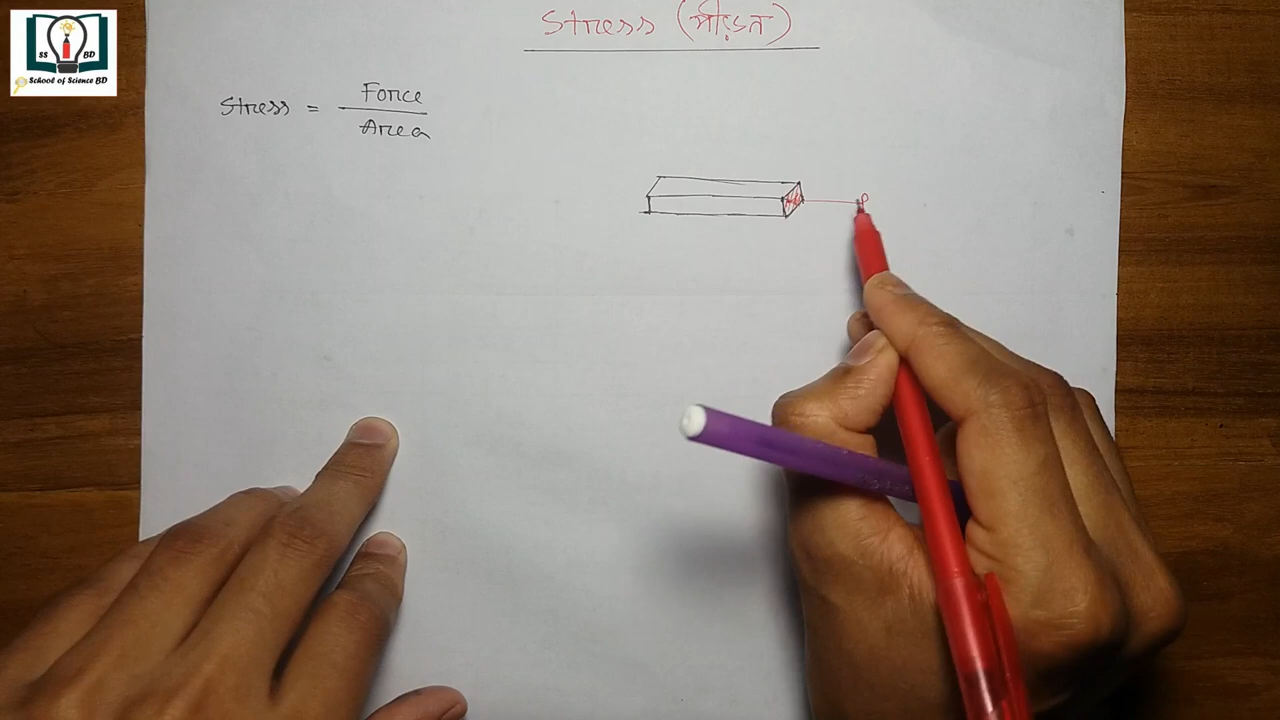 SS BD
School of Science BD
Stress (পীড়ন)
Stress = Force
Area
P